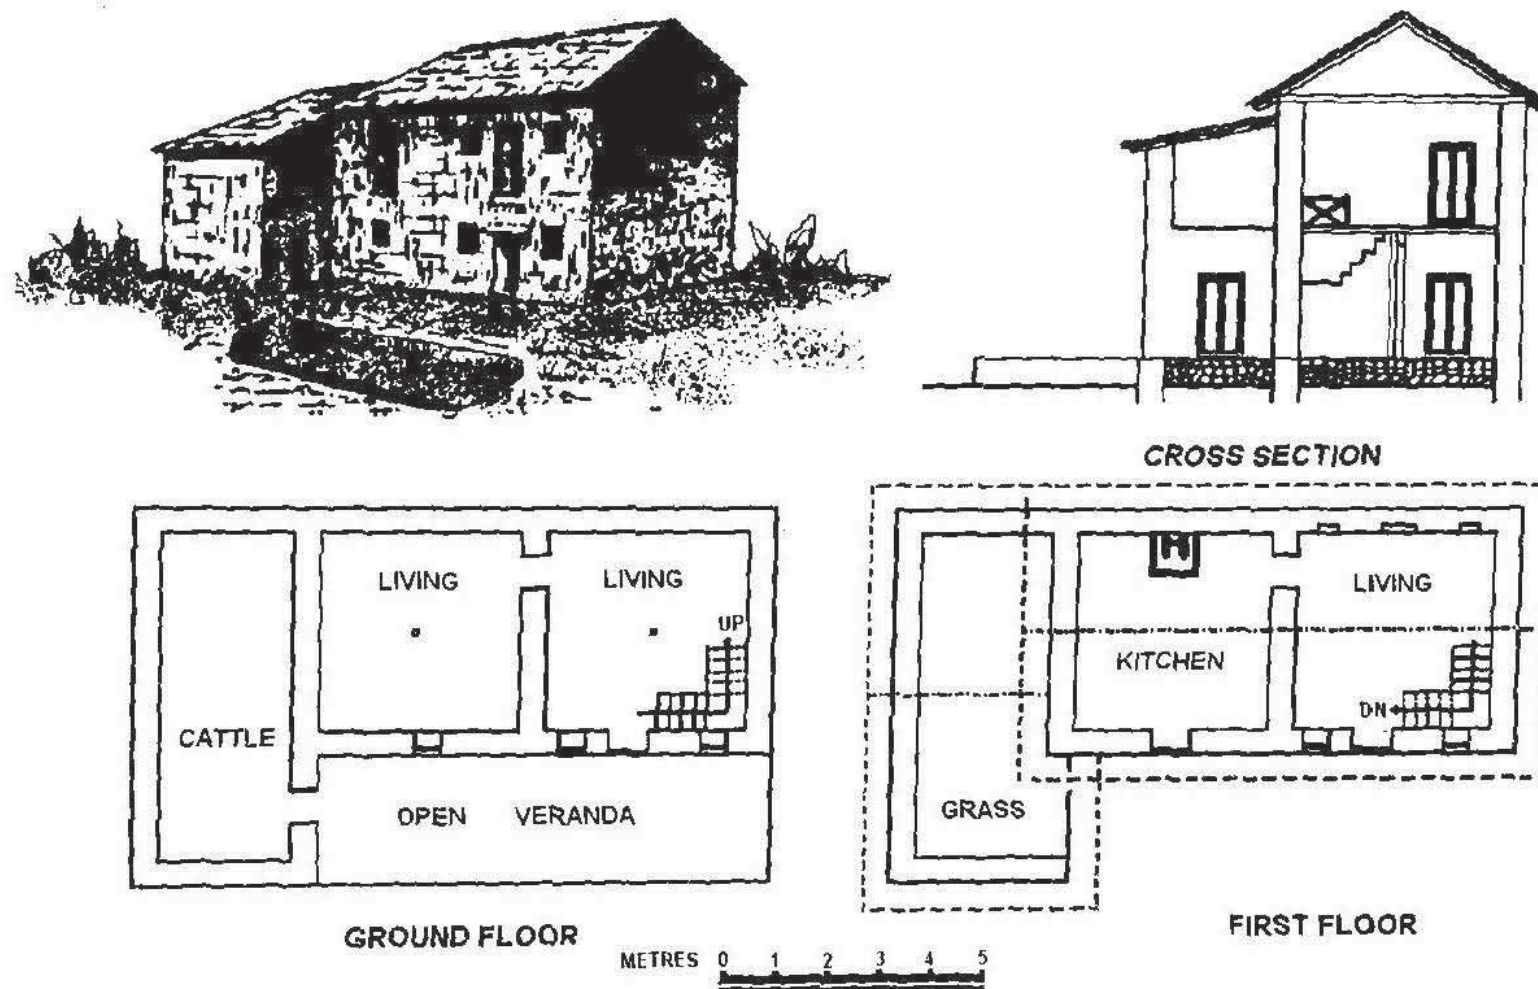 CROSS SECTION
LIVING
LIVING
UP
CATTLE
OPEN VERANDA
GROUND FLOOR
LIVING
KITCHEN
DN
GRASS
FIRST FLOOR
METRES 0 1 2 3 4 5